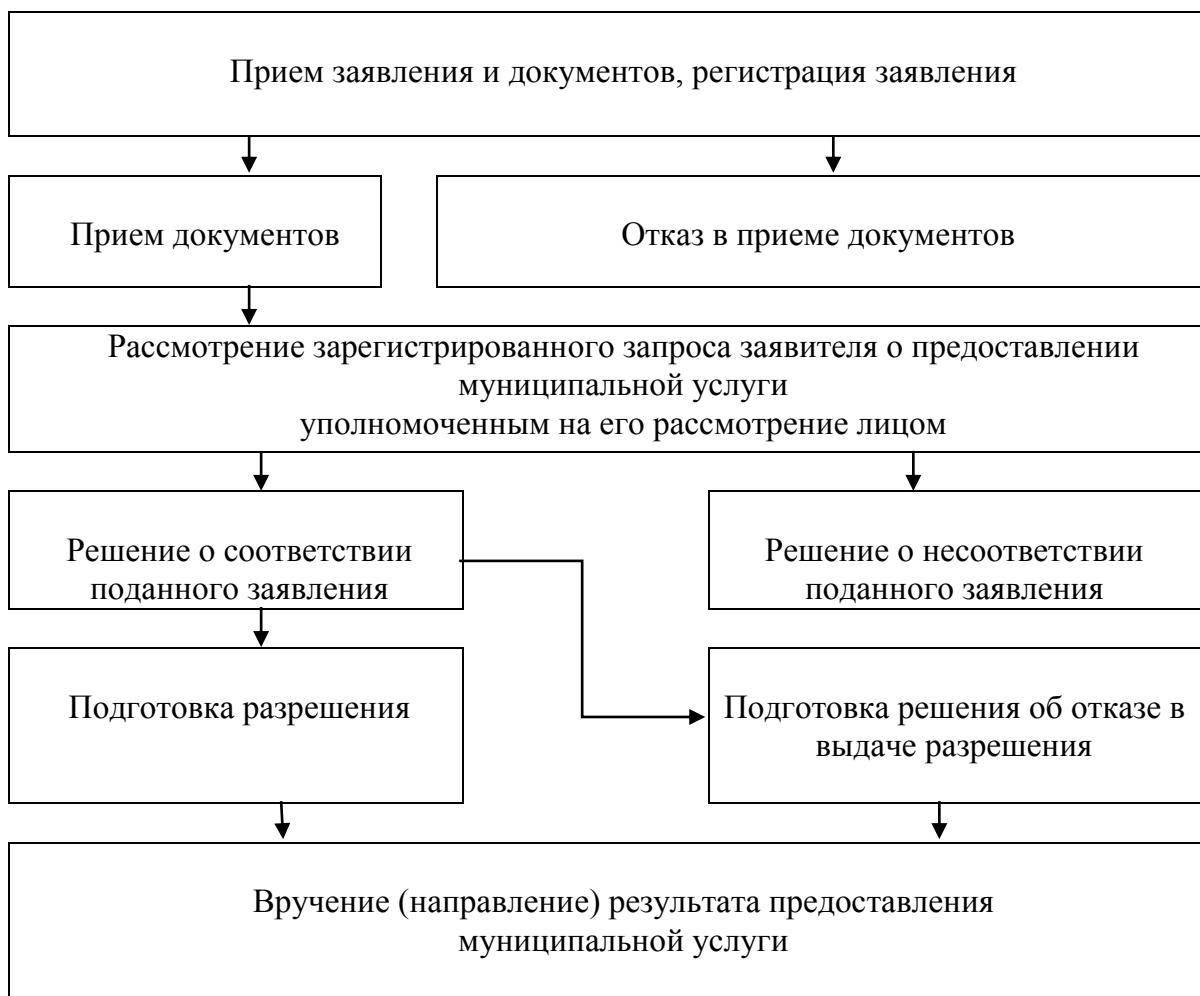 Прием заявления и документов, регистрация заявления
Прием документов
Отказ в приеме документов
Рассмотрение зарегистрированного запроса заявителя о предоставлении
муниципальной услуги
уполномоченным на его рассмотрение лицом
Решение о соответствии
поданного заявления
Решение о несоответствии
поданного заявления
Подготовка разрешения
Подготовка решения об отказе в
выдаче разрешения
Вручение (направление) результата предоставления
муниципальной услуги